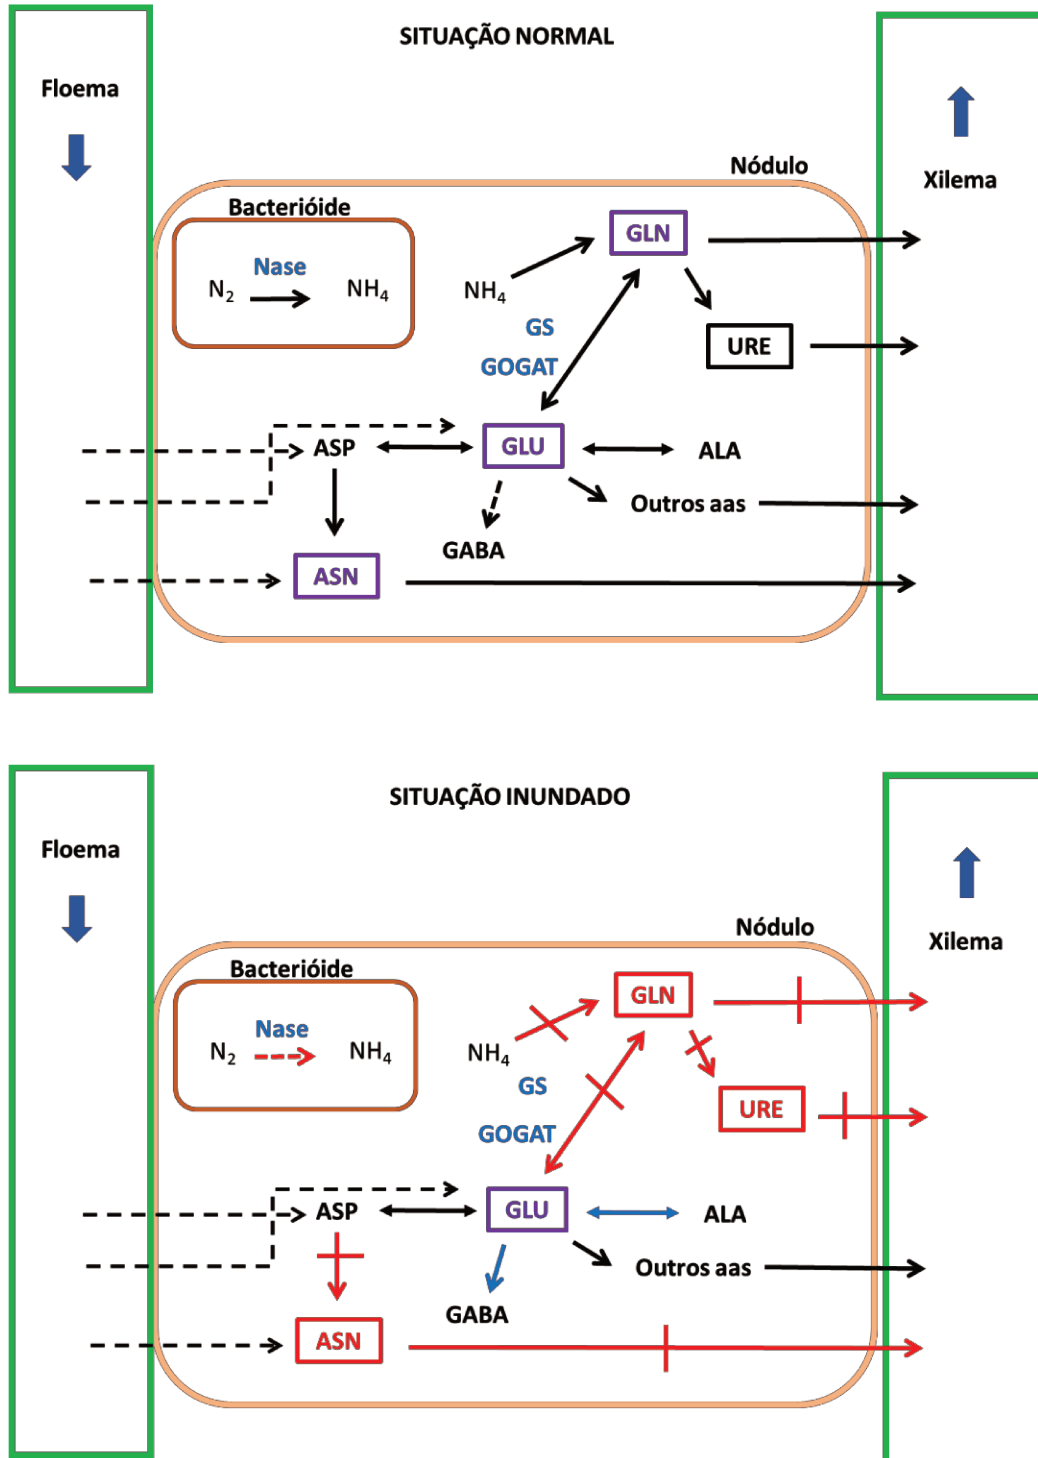 SITUAÇÃO NORMAL
Floema
Xilema
Nódulo
Bacterióide
GLN
Nase
N2
NH4
NH4
GS
URE
GOGAT
ASP
GLU
ALA
Outros aas
GABA
ASN
SITUAÇÃO INUNDADO
Floema
Xilema
Nódulo
Bacterióide
GLN
Nase
N2
NH4
NH4
GS
URE
GOGAT
ASP
GLU
ALA
Outros aas
GABA
ASN